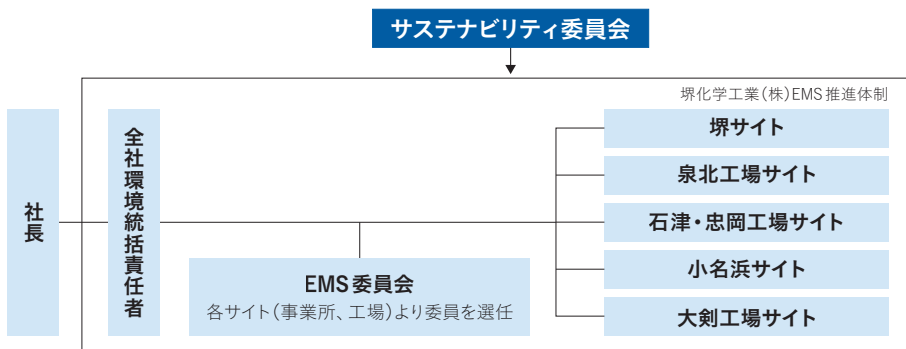 サステナビリティ委員会
堺化学工業(株)EMS推進体制
社長
全社環境統括責任者
EMS委員会
各サイト(事業所、工場)より委員を選任
堺サイト
泉北工場サイト
石津・忠岡工場サイト
小名浜サイト
大剣工場サイト